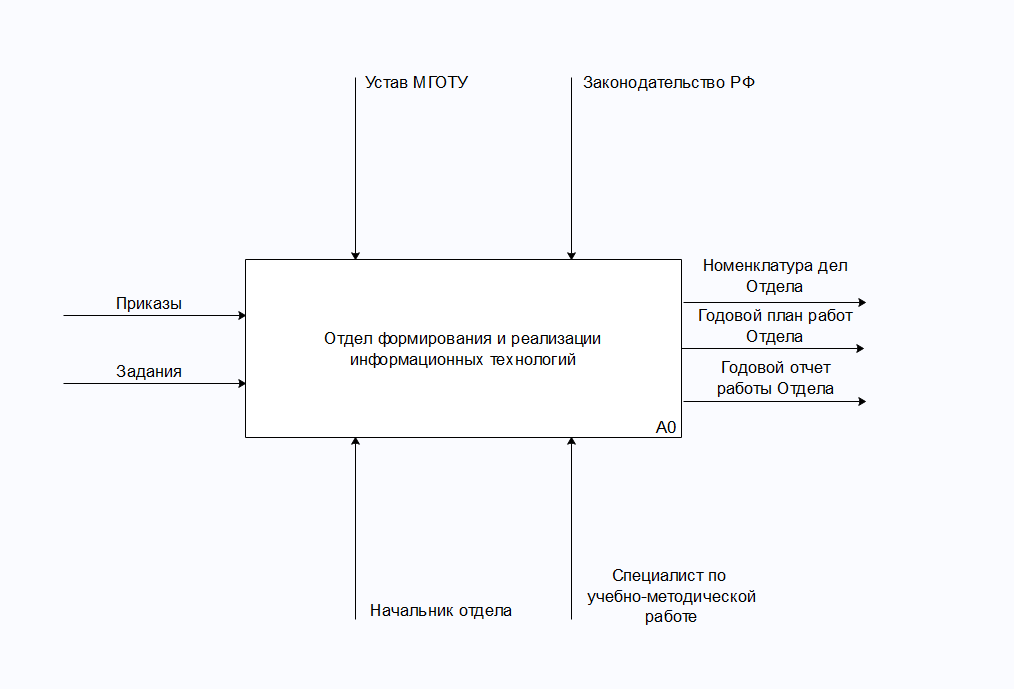 Устав МГОТУ
Законодательство РФ
Номенклатура дел
Отдела
Приказы
Годовой план работ
Отдела
Отдел формирования и реализации
информационных технологий
Задания
Годовой отчет
работы Отдела
A0
Начальник отдела
Специалист по
учебно-методической
работе